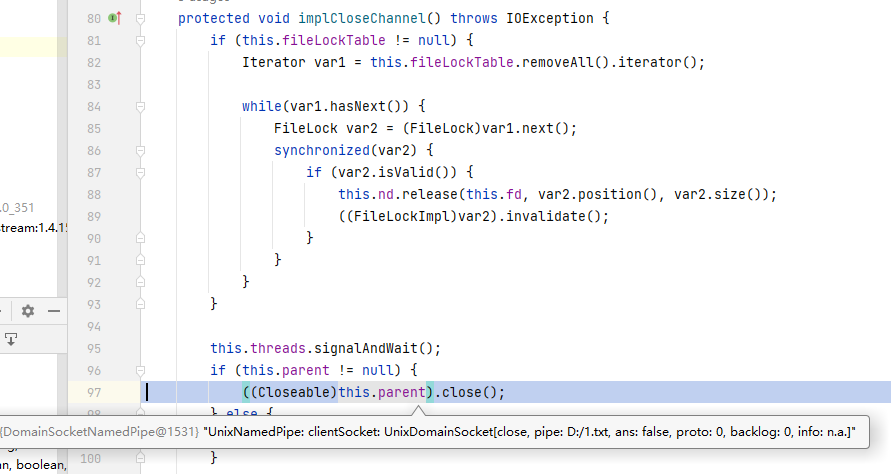 80 protected void implCloseChannel() throws IOException {
81 if (this.fileLockTable != null) {
82 Iterator var1 = this.fileLockTable.removeAll().iterator();
83
84 while(var1.hasNext()) {
85 FileLock var2 = (FileLock)var1.next();
86 synchronized(var2) {
87 if (var2.isValid()) {
88 this.nd.release(this.fd, var2.position(), var2.size());
.0_351
89 ((FileLockImpl)var2).invalidate();
stream:1.4.15
90 }
91 }
92 }
93 }
94
95 this.threads.signalAndWait();
96 if (this.parent != null) {
97 ((Closeable)this.parent).close();
98 } else {
{DomainSocketNamedPipe@1531} "UnixNamedPipe: clientSocket: UnixDomainSocket[close, pipe: D:/1.txt, ans: false, proto: 0, backlog: 0, info: n.a.]"
an, boolean,
100 }